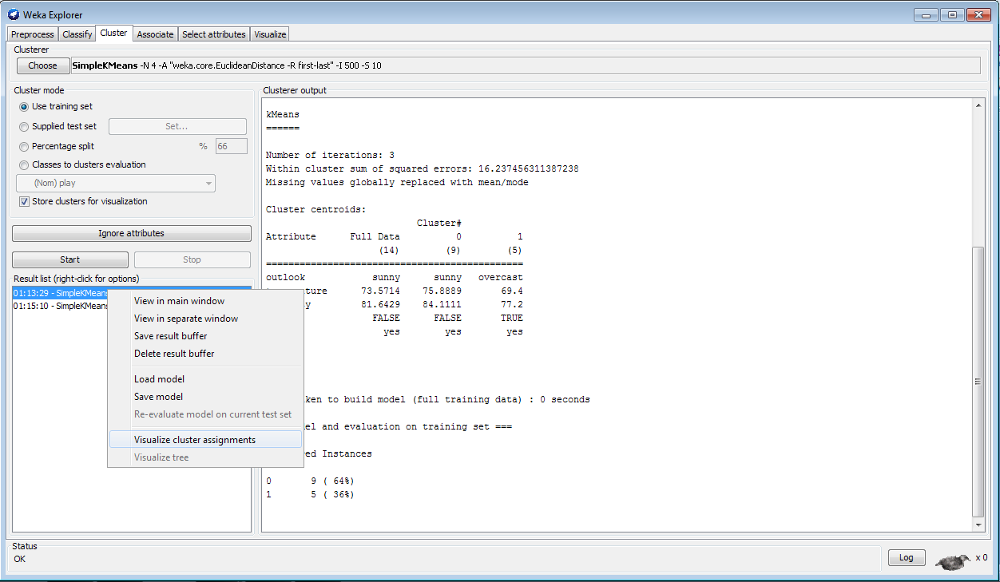 Weka Explorer
Preprocess Classify Cluster Associate Select attributes Visualize
Clusterer
Choose SimpleKMeans -N 4 -A "weka.core.EuclideanDistance -R first-last" -I 500 -S 10
Cluster mode
Use training set
Supplied test set Set...
Percentage split % 66
Classes to clusters evaluation
(Nom) play
Store clusters for visualization
Ignore attributes
Start Stop
Result list (right-click for options)
01:13:29 - SimpleKMeans
01:15:10 - SimpleKMeans
View in main window
View in separate window
Save result buffer
Delete result buffer
Load model
Save model
Re-evaluate model on current test set
Visualize cluster assignments
Visualize tree
Clusterer output
kMeans
======
Number of iterations: 3
Within cluster sum of squared errors: 16.237456311387238
Missing values globally replaced with mean/mode
Cluster centroids:
Cluster#
Attribute Full Data 0 1
(14) (9) (5)
==============================================
outlook sunny sunny overcast
ature 73.5714 75.8889 69.4
y 81.6429 84.1111 77.2
FALSE FALSE TRUE
yes yes yes
ken to build model (full training data) : 0 seconds
el and evaluation on training set ===
ed Instances
0 9 ( 64%)
1 5 ( 36%)
Status
OK
Log x 0